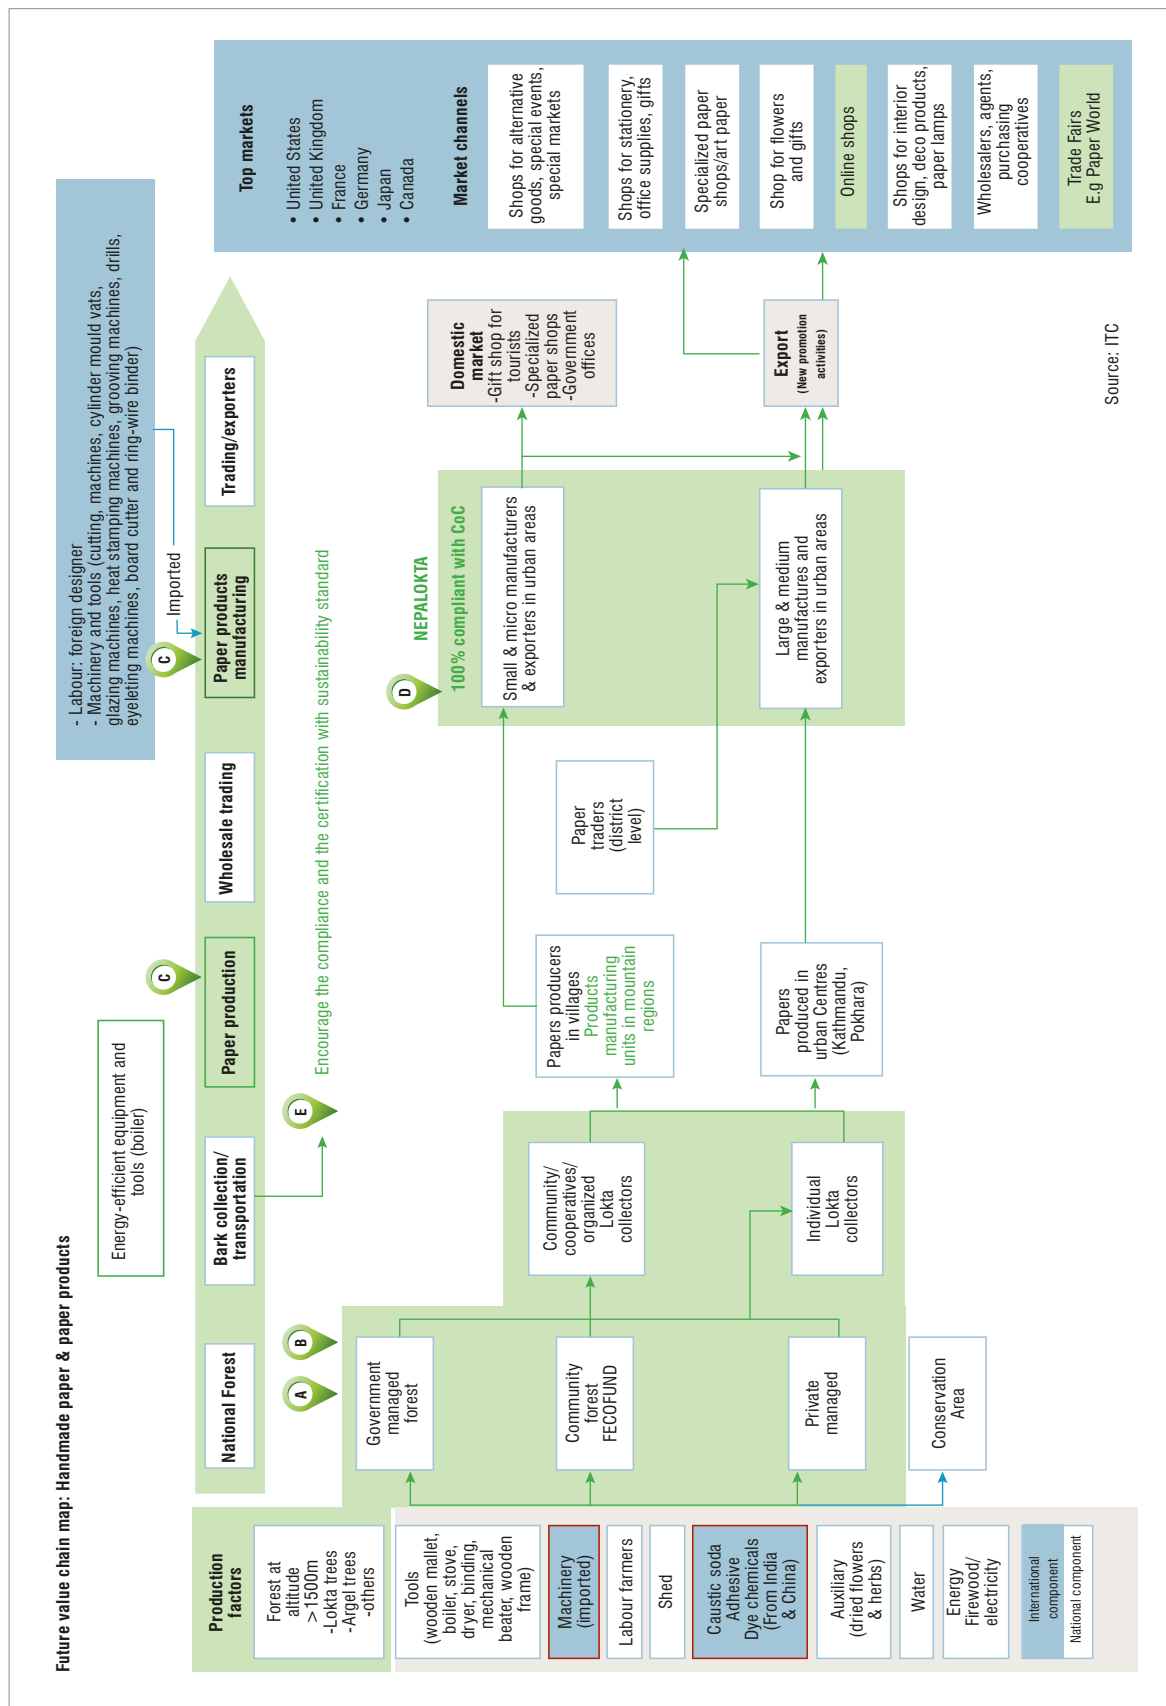 Future value chain map: Handmade paper & paper products
Energy-efficient equipment and
tools (boiler)
- Labour: foreign designer
- Machinery and tools (cutting, machines, cylinder mould vats,
glazing machines, heat stamping machines, grooving machines, drills,
eyeleting machines, board cutter and ring-wire binder)
C
C
Imported
National Forest
Bark collection/
transportation
Paper production
Wholesale trading
Paper products
manufacturing
Trading/exporters
A
B
E
Encourage the compliance and the certification with sustainability standard
Production
factors
Forest at
attitude
> 1500m
-Lokta trees
-Argel trees
-others
Tools
(wooden mallet,
boiler, stove,
dryer, binding,
mechanical
beater, wooden
frame)
Machinery
(imported)
Labour farmers
Shed
Caustic soda
Adhesive
Dye chemicals
(From India
& China)
Auxiliary
(dried flowers
& herbs)
Water
Energy
Firewood/
electricity
International
component
National component
Government
managed
forest
Community
forest
FECOFUND
Private
managed
Conservation
Area
Community/
cooperatives/
organized
Lokta
collectors
Individual
Lokta
collectors
Papers producers
in villages
Products
manufacturing
units in mountain
regions
Papers
produced in
urban Centres
(Kathmandu,
Pokhara)
Paper
traders
(district
level)
D
NEPALOKTA
100% compliant with CoC
Small & micro manufacturers
& exporters in urban areas
Large & medium
manufactures and
exporters in urban areas
Domestic
market
-Gift shop for
tourists
-Specialized
paper shops
-Government
offices
Export
(New promotion
activities)
Top markets
• United States
• United Kingdom
• France
• Germany
• Japan
• Canada
Market channels
Shops for alternative
goods, special events,
special markets
Shops for stationery,
office supplies, gifts
Specialized paper
shops/art paper
Shop for flowers
and gifts
Online shops
Shops for interior
design, deco products,
paper lamps
Wholesalers, agents,
purchasing
cooperatives
Trade Fairs
E.g Paper World
Source: ITC